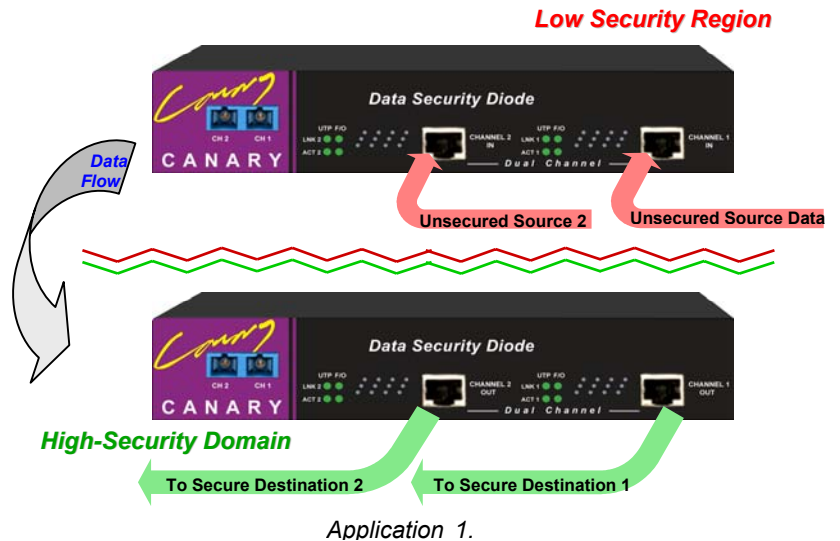 Low Security Region
Canary
Data Security Diode
CH 2 CH 1
UTP F/O
LNK 2
ACT 2
CHANNEL 2
IN
UTP F/O
LNK 1
ACT 1
CHANNEL 1
IN
CANARY
Dual Channel
Data
Flow
Unsecured Source 2
Unsecured Source Data
Canary
Data Security Diode
CH 2 CH 1
UTP F/O
LNK 2
ACT 2
CHANNEL 2
OUT
UTP F/O
LNK 1
ACT 1
CHANNEL 1
OUT
CANARY
Dual Channel
High-Security Domain
To Secure Destination 2
To Secure Destination 1
Application 1.